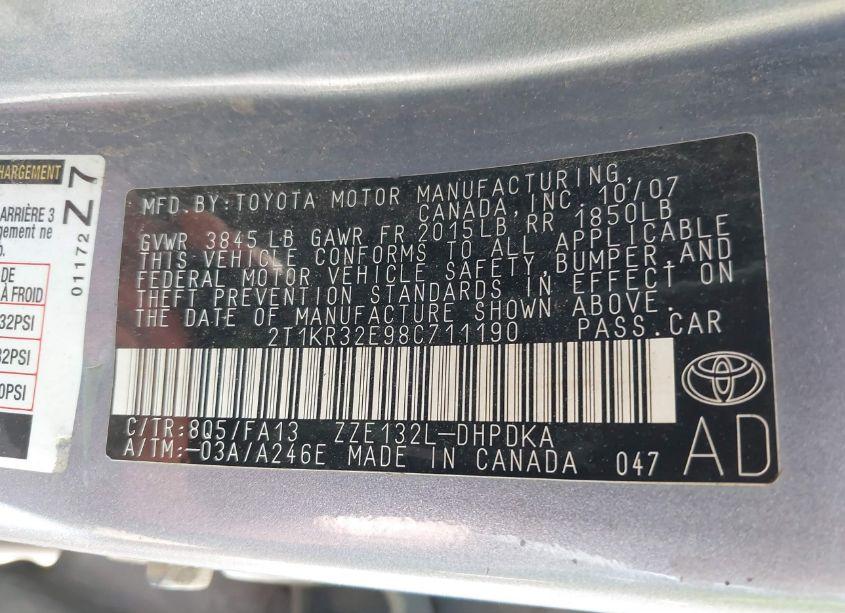 HARGEMENT
ARRIÈRE 3
gement ne
DE
À FROID
32PSI
32PSI
0PSI
01172
Z7
MFD. BY: TOYOTA MOTOR MANUFACTURING,
CANADA, INC. 10/07
GVWR 3845 LB GAWR FR 2015LB RR 1850LB
THIS VEHICLE CONFORMS TO ALL APPLICABLE
FEDERAL MOTOR VEHICLE SAFETY, BUMPER, AND
THEFT PREVENTION STANDARDS IN EFFECT ON
THE DATE OF MANUFACTURE SHOWN ABOVE.
2T1KR32E98C711190 PASS.CAR
C/TR:8Q5/FA13 ZZE132L-DHPDKA
A/TM:-03A/A246E MADE IN CANADA 047
AD